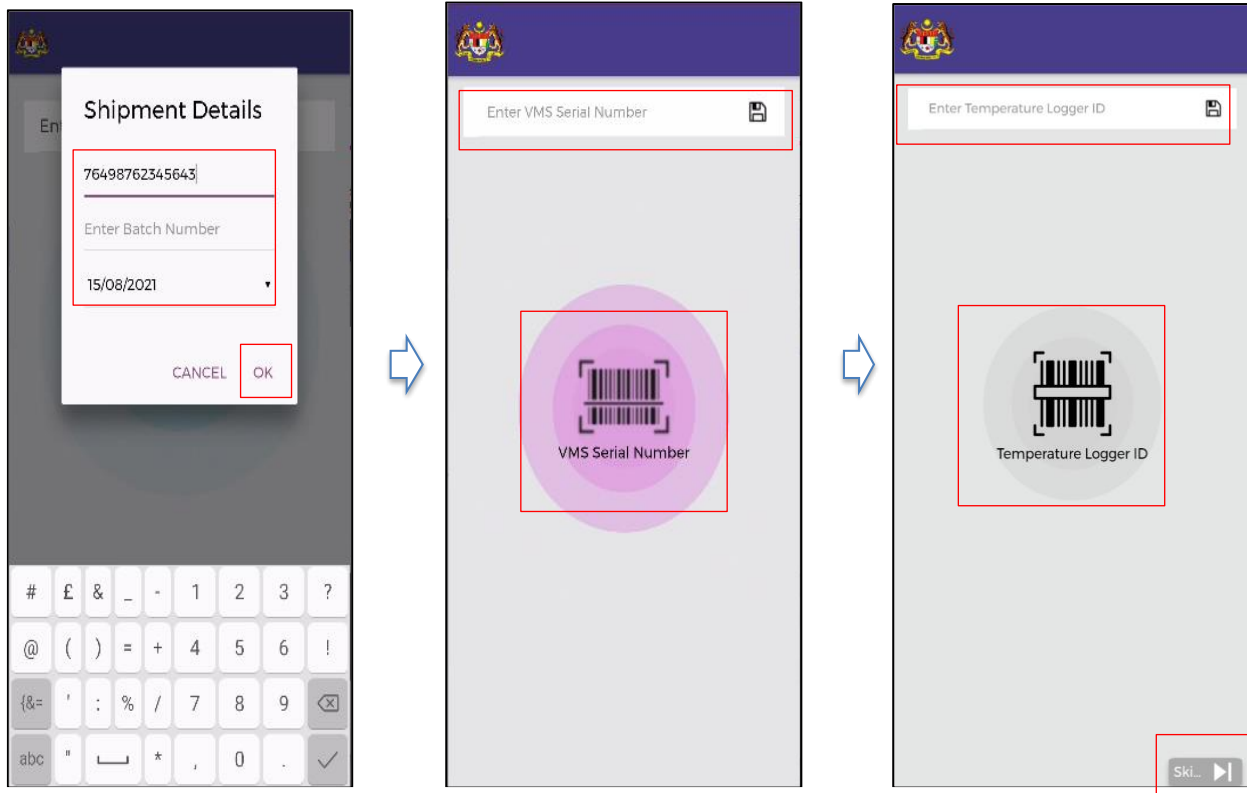 Shipment Details
En
76498762345643
Enter Batch Number
15/08/2021
CANCEL OK
# £ & _ - 1 2 3 ?
@ ( ) = + 4 5 6 !
{&= ' : % / 7 8 9
abc " * , 0 .
Enter VMS Serial Number
VMS Serial Number
Enter Temperature Logger ID
Temperature Logger ID
Ski...